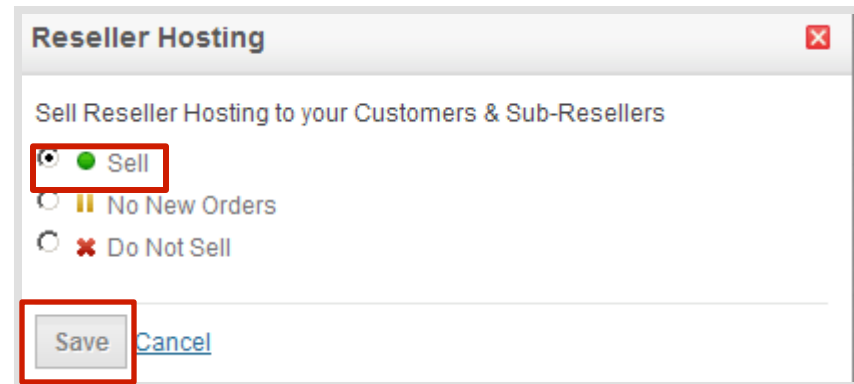 Reseller Hosting
Sell Reseller Hosting to your Customers & Sub-Resellers
Sell
No New Orders
Do Not Sell
Save Cancel